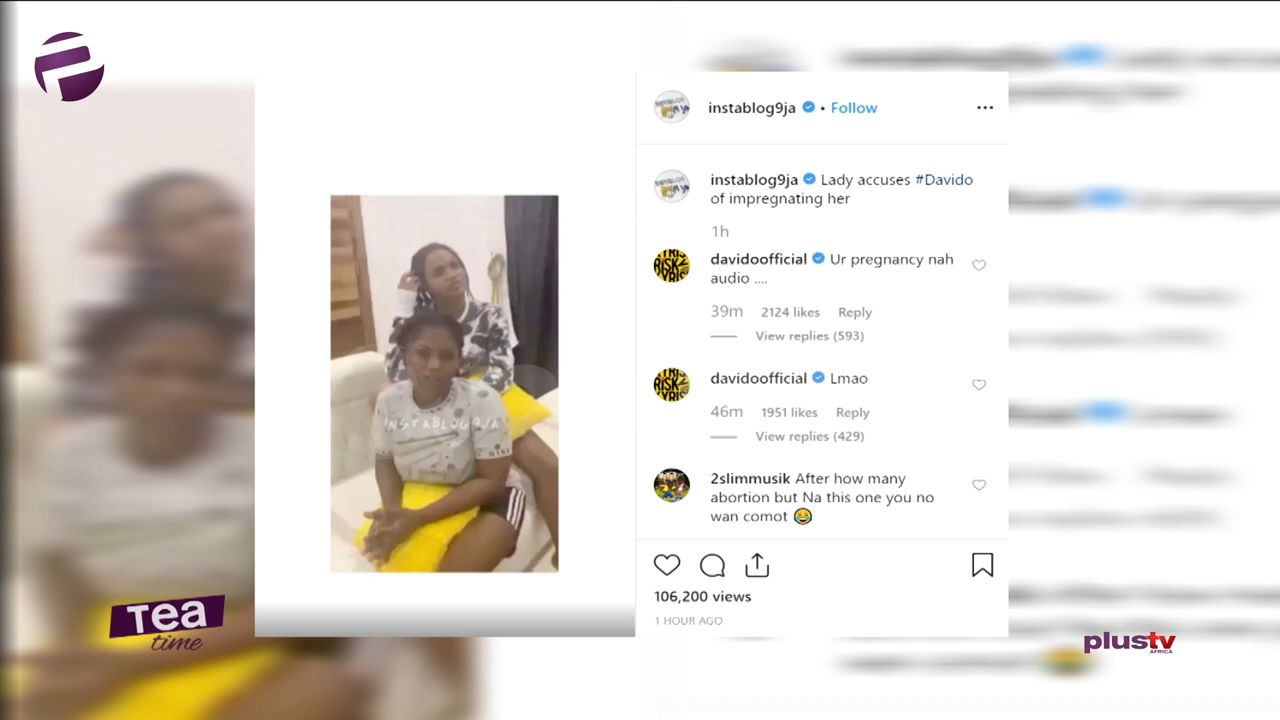 instablog9ja • Follow
instablog9ja Lady accuses #Davido
of impregnating her
1h
davidoofficial Ur pregnancy nah
audio ....
39m 2124 likes Reply
View replies (593)
davidoofficial Lmao
46m 1951 likes Reply
View replies (429)
2slimmusik After how many
abortion but Na this one you no
wan comot 😂
106,200 views
1 HOUR AGO
INSTABLOG9JA
Tea
time
plustv
AFRICA